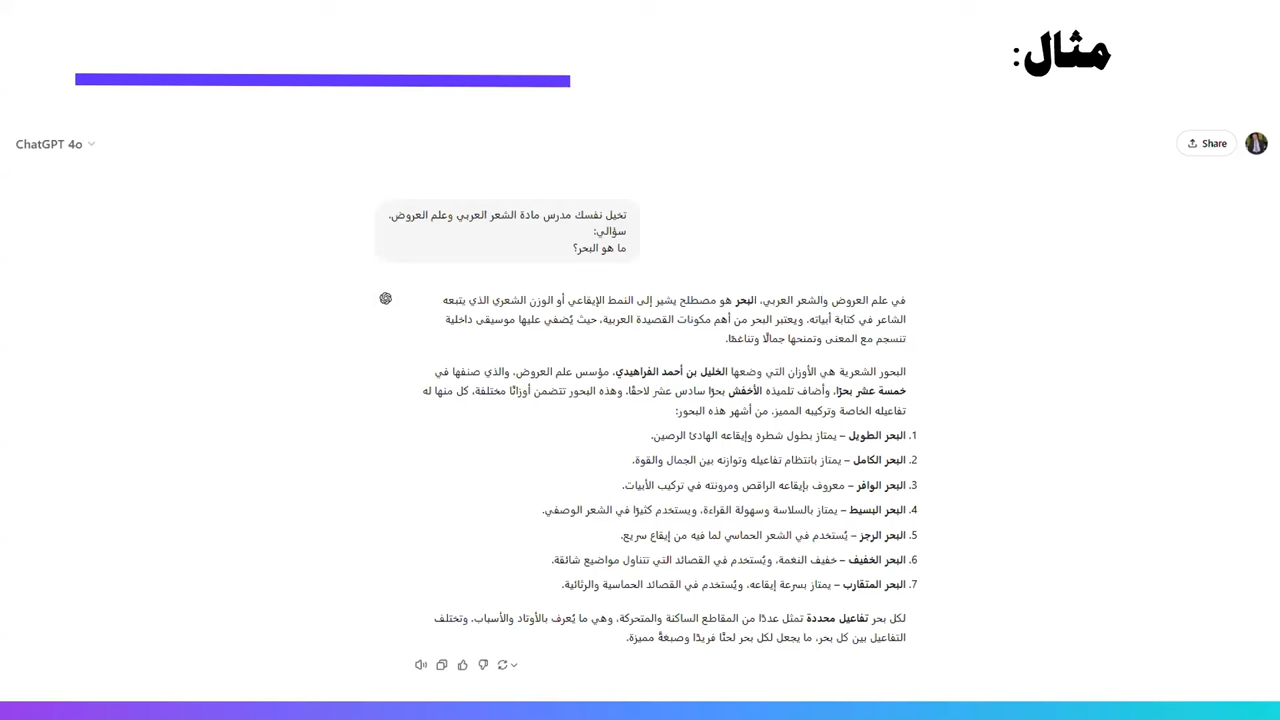 مثال:
ChatGPT 4o
Share
تخيل نفسك مدرس مادة الشعر العربي وعلم العروض.
سؤالي:
ما هو البحر؟
في علم العروض والشعر العربي، البحر هو مصطلح يشير إلى النمط الإيقاعي أو الوزن الشعري الذي يتبعه
الشاعر في كتابة أبياته. ويعتبر البحر من أهم مكونات القصيدة العربية، حيث يُضفي عليها موسيقى داخلية
تنسجم مع المعنى وتمنحها جمالًا وتناغمًا.
البحور الشعرية هي الأوزان التي وضعها الخليل بن أحمد الفراهيدي، مؤسس علم العروض، والذي صنفها في
خمسة عشر بحرًا، وأضاف تلميذه الأخفش بحرًا سادس عشر لاحقًا، وهذه البحور تتضمن أوزانًا مختلفة، كل منها له
تفاعيله الخاصة وتركيبه المميز. من أشهر هذه البحور:
1. البحر الطويل – يمتاز بطول شطره وإيقاعه الهادئ الرصين.
2. البحر الكامل – يمتاز بانتظام تفاعيله وتوازنه بين الجمال والقوة.
3. البحر الوافر – معروف بإيقاعه الراقص ومرونته في تركيب الأبيات.
4. البحر البسيط – يمتاز بالسلاسة وسهولة القراءة، ويستخدم كثيرًا في الشعر الوصفي.
5. البحر الرجز – يُستخدم في الشعر الحماسي لما فيه من إيقاع سريع.
6. البحر الخفيف – خفيف النغمة، ويُستخدم في القصائد التي تتناول مواضيع شائقة.
7. البحر المتقارب – يمتاز بسرعة إيقاعه، ويُستخدم في القصائد الحماسية والرثائية.
لكل بحر تفاعيل محددة تمثل عددًا من المقاطع الساكنة والمتحركة، وهي ما يُعرف بالأوتاد والأسباب. وتختلف
التفاعيل بين كل بحر، ما يجعل لكل بحر لحنًا فريدًا وصبغةً مميزة.